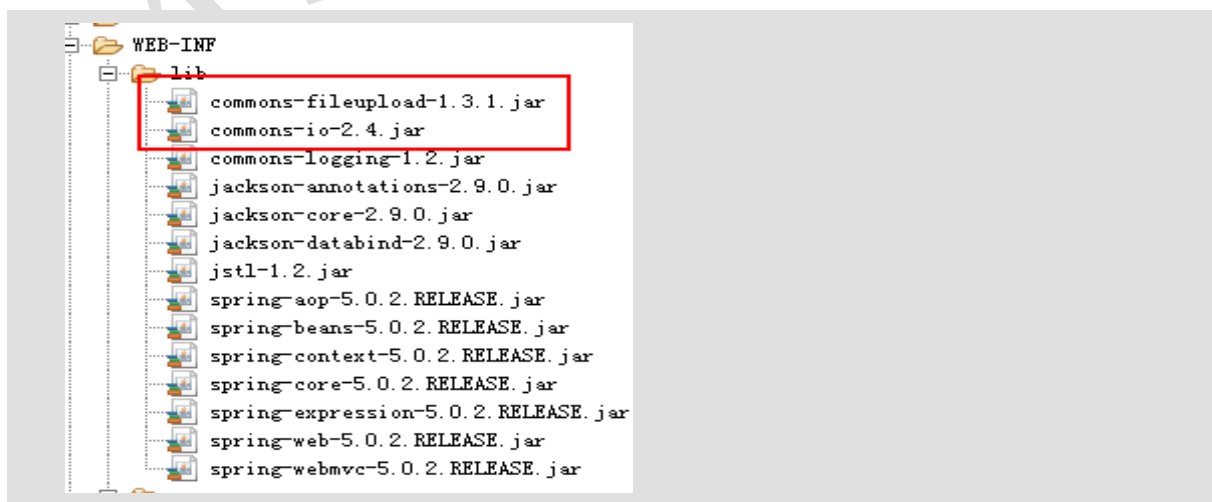 WEB-INF
lib
commons-fileupload-1.3.1.jar
commons-io-2.4.jar
commons-logging-1.2.jar
jackson-annotations-2.9.0.jar
jackson-core-2.9.0.jar
jackson-databind-2.9.0.jar
jstl-1.2.jar
spring-aop-5.0.2.RELEASE.jar
spring-beans-5.0.2.RELEASE.jar
spring-context-5.0.2.RELEASE.jar
spring-core-5.0.2.RELEASE.jar
spring-expression-5.0.2.RELEASE.jar
spring-web-5.0.2.RELEASE.jar
spring-webmvc-5.0.2.RELEASE.jar